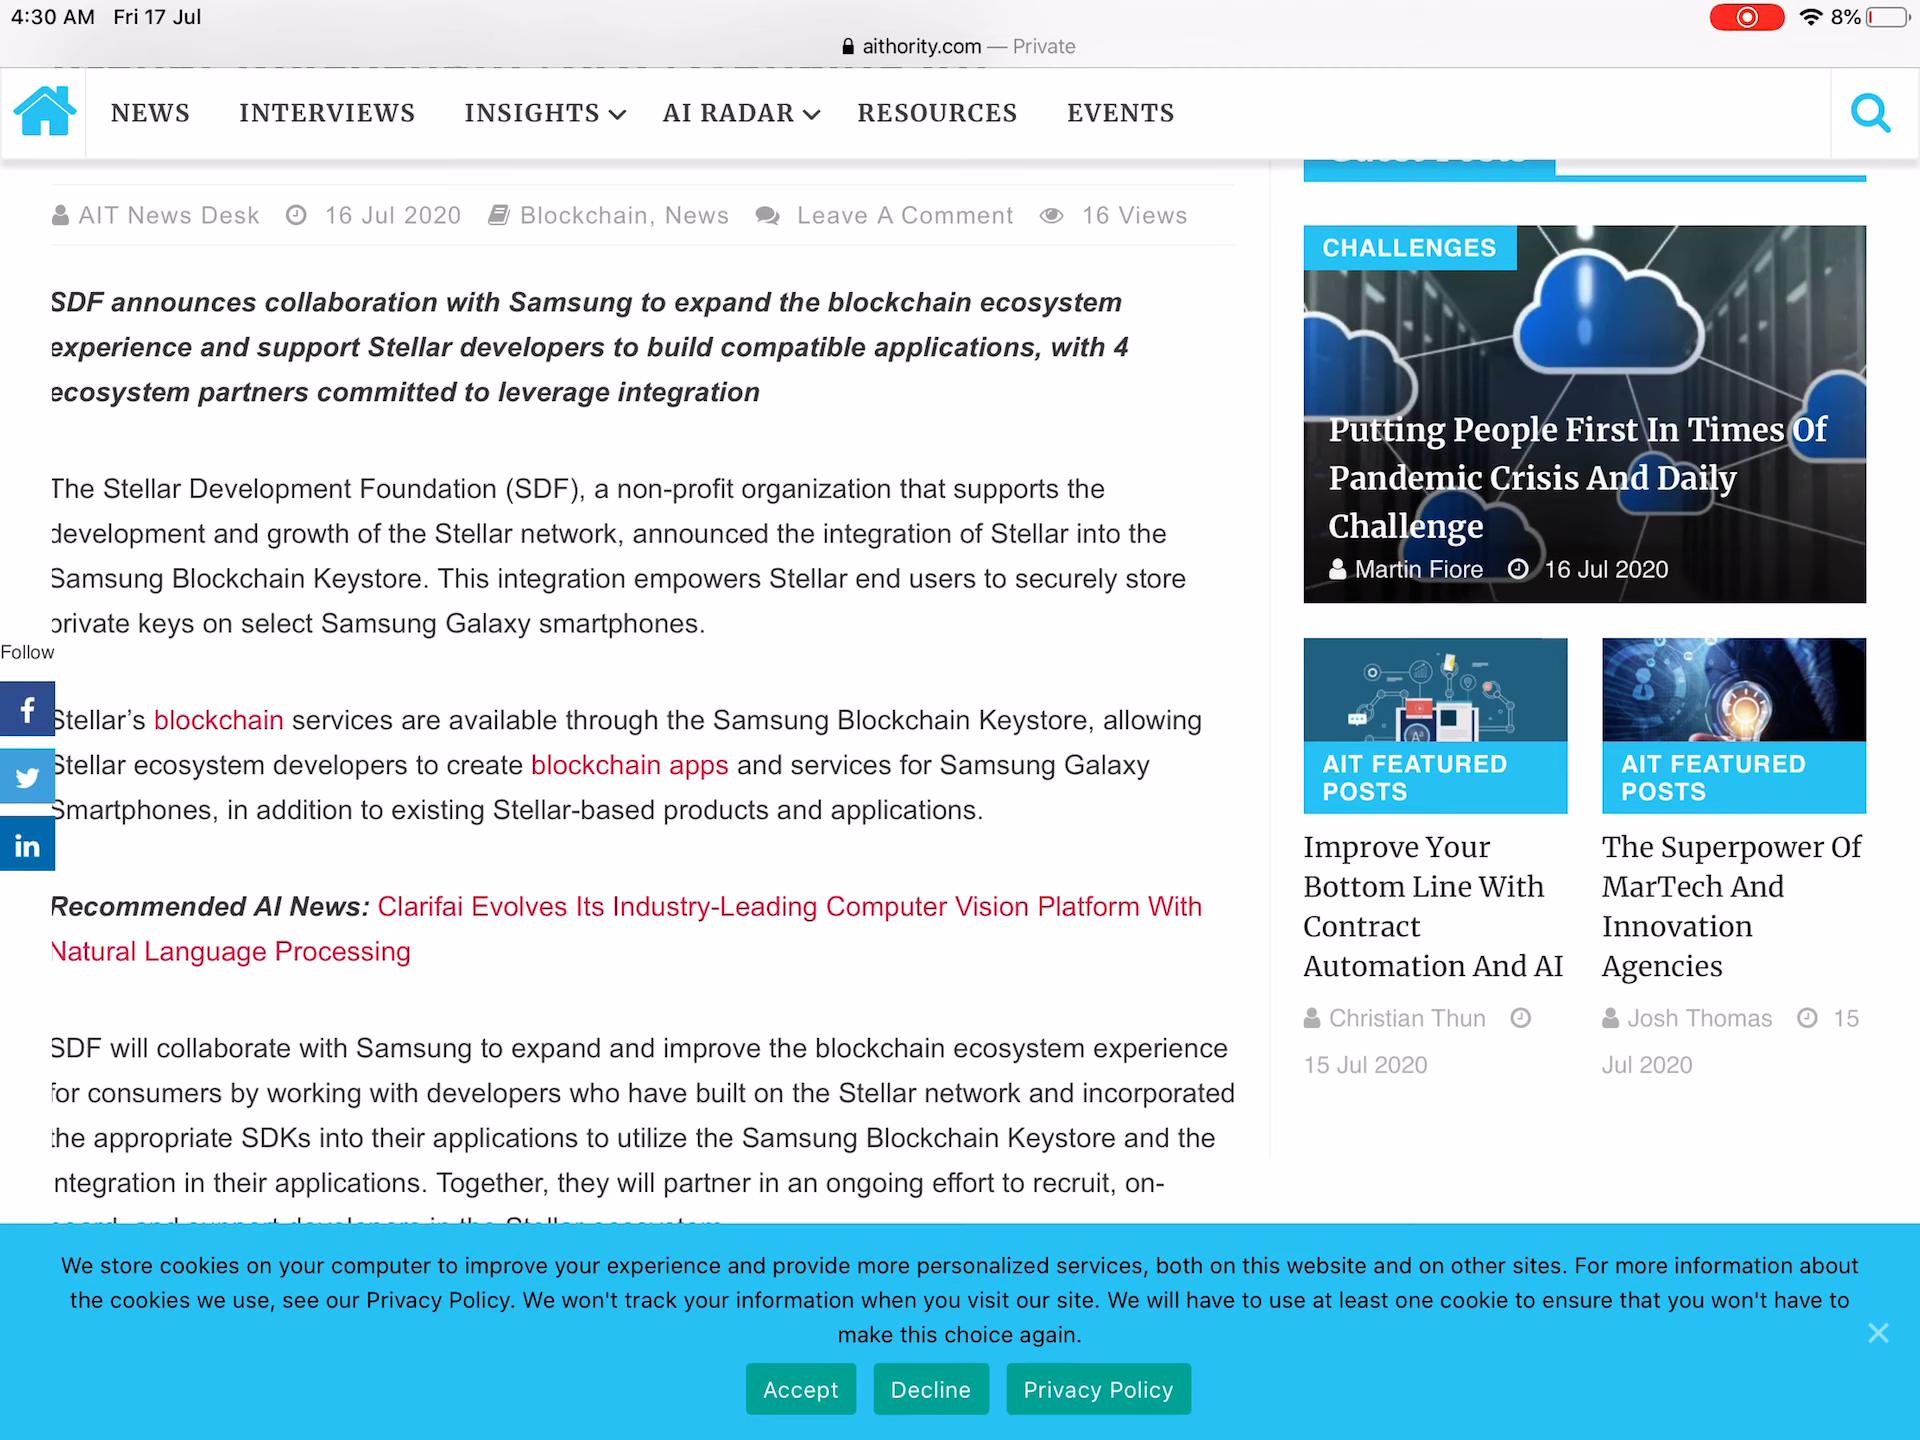 4:30 AM Fri 17 Jul
8%
aithority.com — Private
NEWS INTERVIEWS INSIGHTS AI RADAR RESOURCES EVENTS
AIT News Desk 16 Jul 2020 Blockchain, News Leave A Comment 16 Views
SDF announces collaboration with Samsung to expand the blockchain ecosystem
experience and support Stellar developers to build compatible applications, with 4
ecosystem partners committed to leverage integration
The Stellar Development Foundation (SDF), a non-profit organization that supports the
development and growth of the Stellar network, announced the integration of Stellar into the
Samsung Blockchain Keystore. This integration empowers Stellar end users to securely store
private keys on select Samsung Galaxy smartphones.
Follow
Stellar’s blockchain services are available through the Samsung Blockchain Keystore, allowing
Stellar ecosystem developers to create blockchain apps and services for Samsung Galaxy
Smartphones, in addition to existing Stellar-based products and applications.
Recommended AI News: Clarifai Evolves Its Industry-Leading Computer Vision Platform With
Natural Language Processing
SDF will collaborate with Samsung to expand and improve the blockchain ecosystem experience
for consumers by working with developers who have built on the Stellar network and incorporated
the appropriate SDKs into their applications to utilize the Samsung Blockchain Keystore and the
integration in their applications. Together, they will partner in an ongoing effort to recruit, on-
board, and support developers in the Stellar ecosystem.
CHALLENGES
Putting People First In Times Of
Pandemic Crisis And Daily
Challenge
Martin Fiore 16 Jul 2020
AIT FEATURED
POSTS
Improve Your
Bottom Line With
Contract
Automation And AI
Christian Thun
15 Jul 2020
AIT FEATURED
POSTS
The Superpower Of
MarTech And
Innovation
Agencies
Josh Thomas 15
Jul 2020
We store cookies on your computer to improve your experience and provide more personalized services, both on this website and on other sites. For more information about
the cookies we use, see our Privacy Policy. We won't track your information when you visit our site. We will have to use at least one cookie to ensure that you won't have to
make this choice again.
Accept Decline Privacy Policy